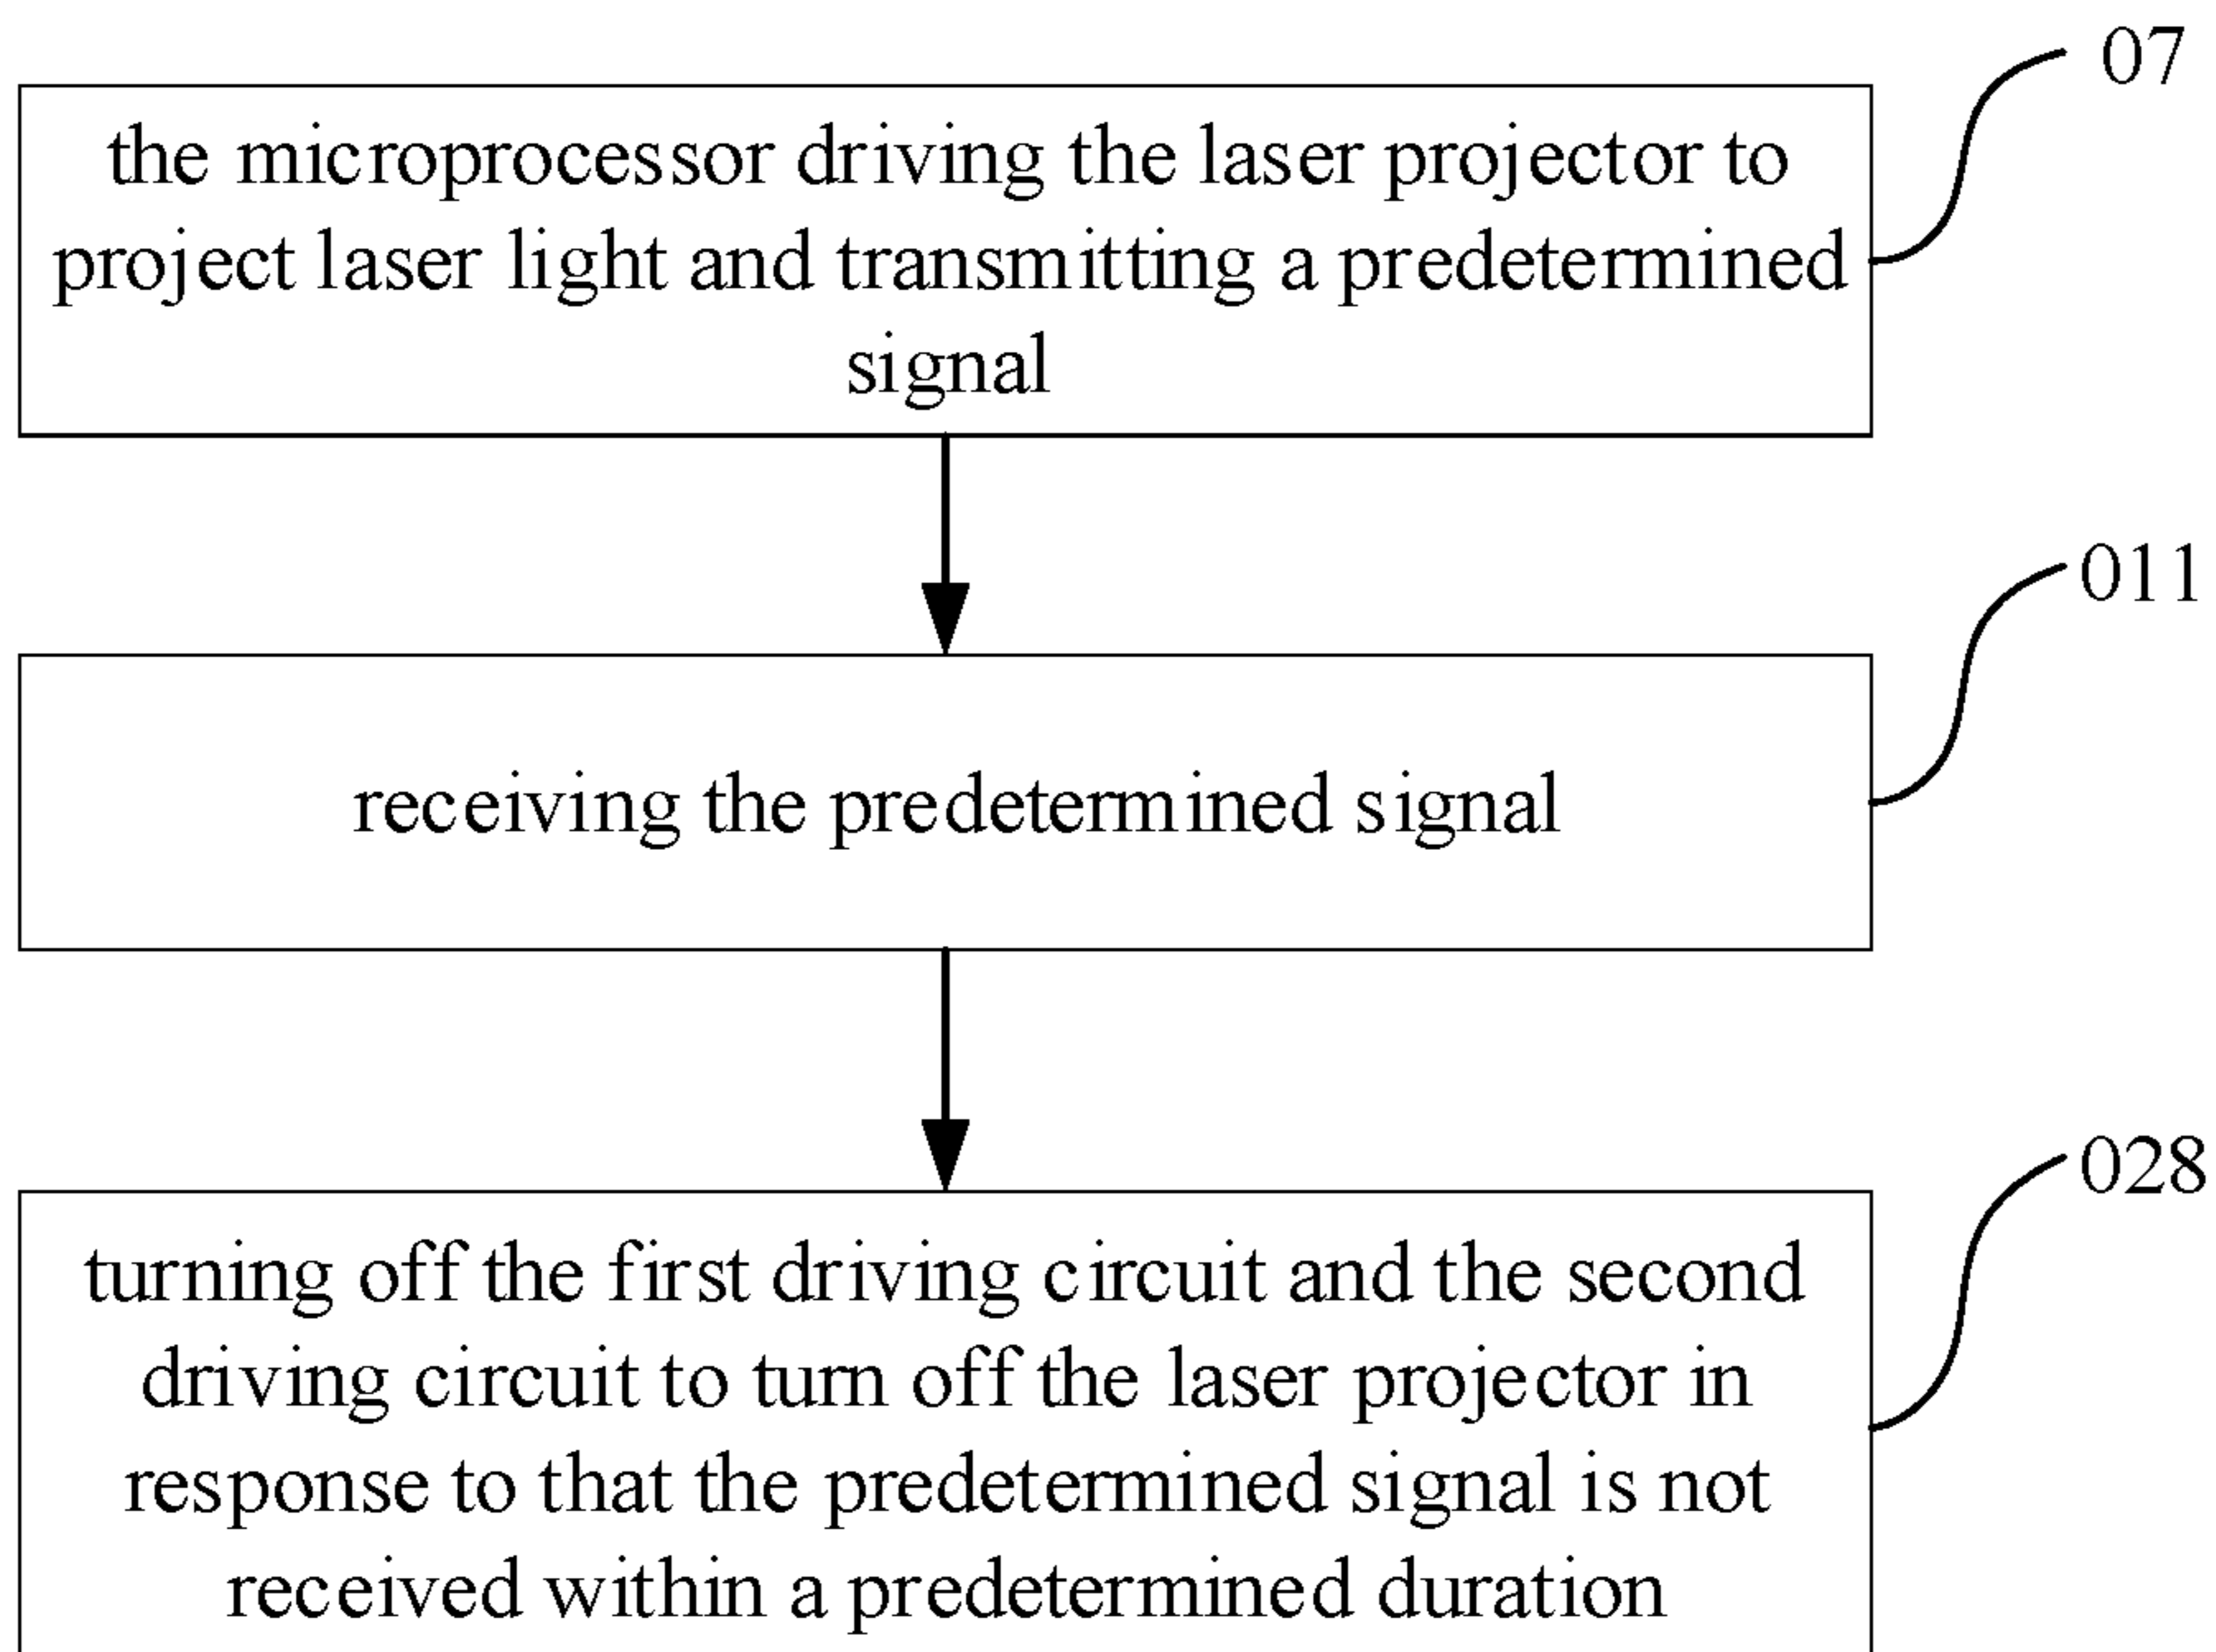 07
the microprocessor driving the laser projector to
project laser light and transmitting a predetermined
signal
011
receiving the predetermined signal
028
turning off the first driving circuit and the second
driving circuit to turn off the laser projector in
response to that the predetermined signal is not
received within a predetermined duration